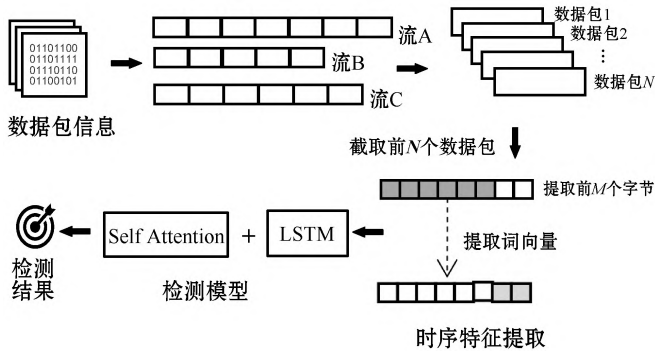 01101100
01101111
01110110
01100101
数据包信息
流A
流B
流C
数据包1
数据包2
⋮
数据包N
截取前N个数据包
提取前M个字节
提取词向量
时序特征提取
LSTM
+
Self Attention
检测模型
检测
结果